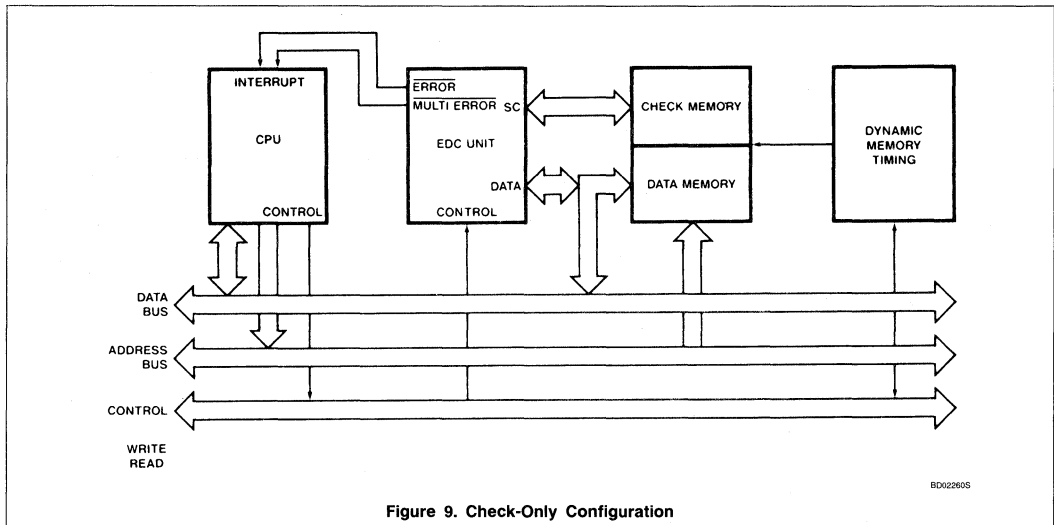 INTERRUPT
CPU
CONTROL
ERROR
MULTI ERROR
SC
EDC UNIT
DATA
CONTROL
CHECK MEMORY
DATA MEMORY
DYNAMIC
MEMORY
TIMING
DATA
BUS
ADDRESS
BUS
CONTROL
WRITE
READ
BD02260S
Figure 9. Check-Only Configuration